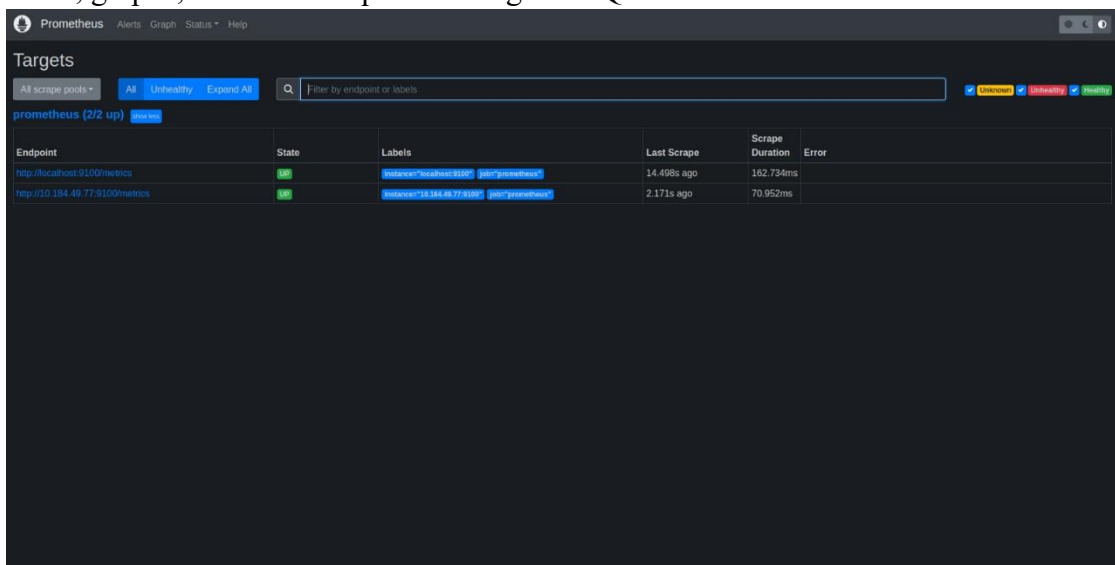 Prometheus Alerts Graph Status Help
Targets
All scrape pools All Unhealthy Expand All Filter by endpoint or labels Unknown Unhealthy Healthy
prometheus (2/2 up) show less
Endpoint State Labels Last Scrape Scrape Duration Error
http://localhost:9100/metrics UP instance="localhost:9100" job="prometheus" 14.498s ago 162.734ms
http://10.184.49.77:9100/metrics UP instance="10.184.49.77:9100" job="prometheus" 2.171s ago 70.952ms